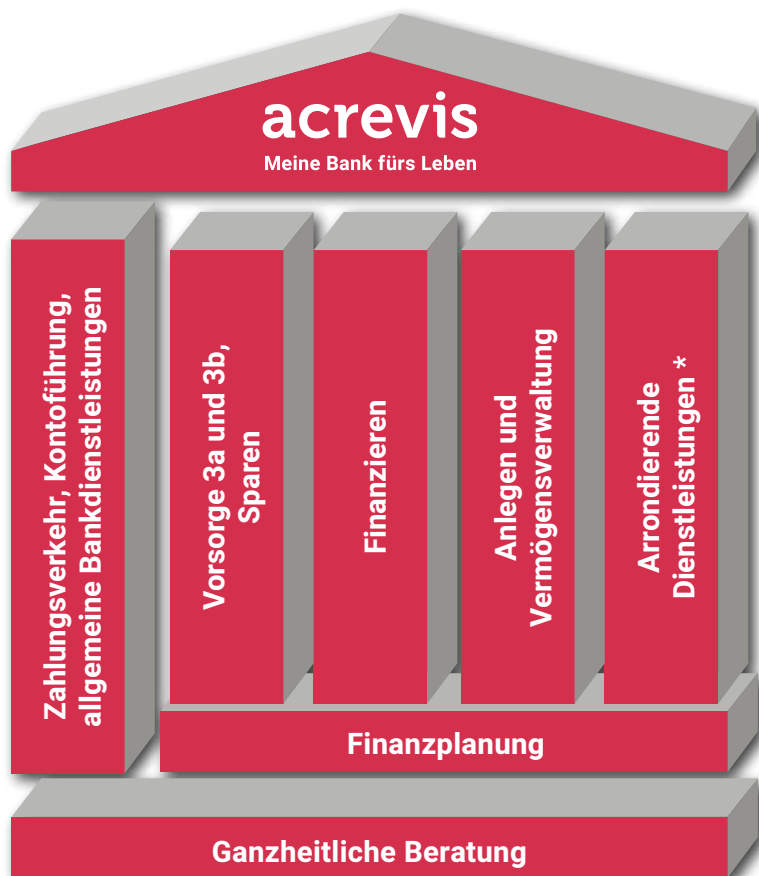 acrevis
Meine Bank fürs Leben
Zahlungsverkehr, Kontoführung,
allgemeine Bankdienstleistungen
Vorsorge 3a und 3b,
Sparen
Finanzieren
Anlegen und
Vermögensverwaltung
Arrondierende
Dienstleistungen *
Finanzplanung
Ganzheitliche Beratung